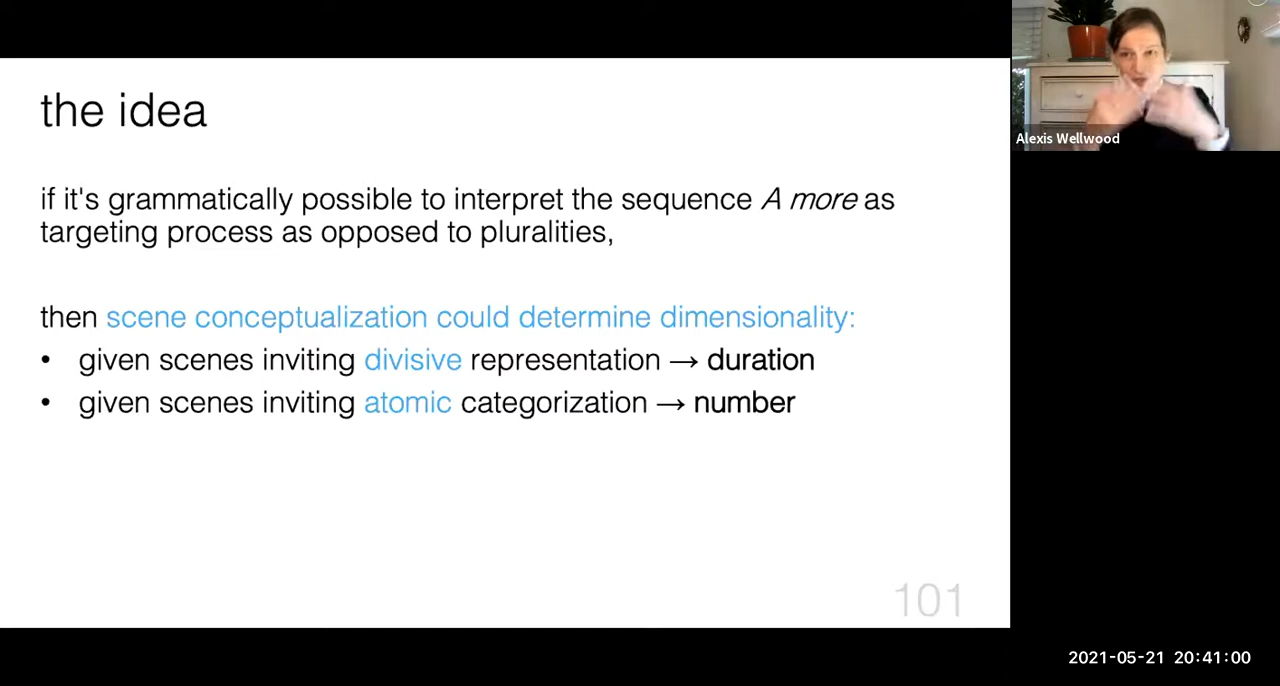 the idea
Alexis Wellwood
if it's grammatically possible to interpret the sequence A more as
targeting process as opposed to pluralities,
then scene conceptualization could determine dimensionality:
• given scenes inviting divisive representation → duration
• given scenes inviting atomic categorization → number
101
2021-05-21 20:41:00